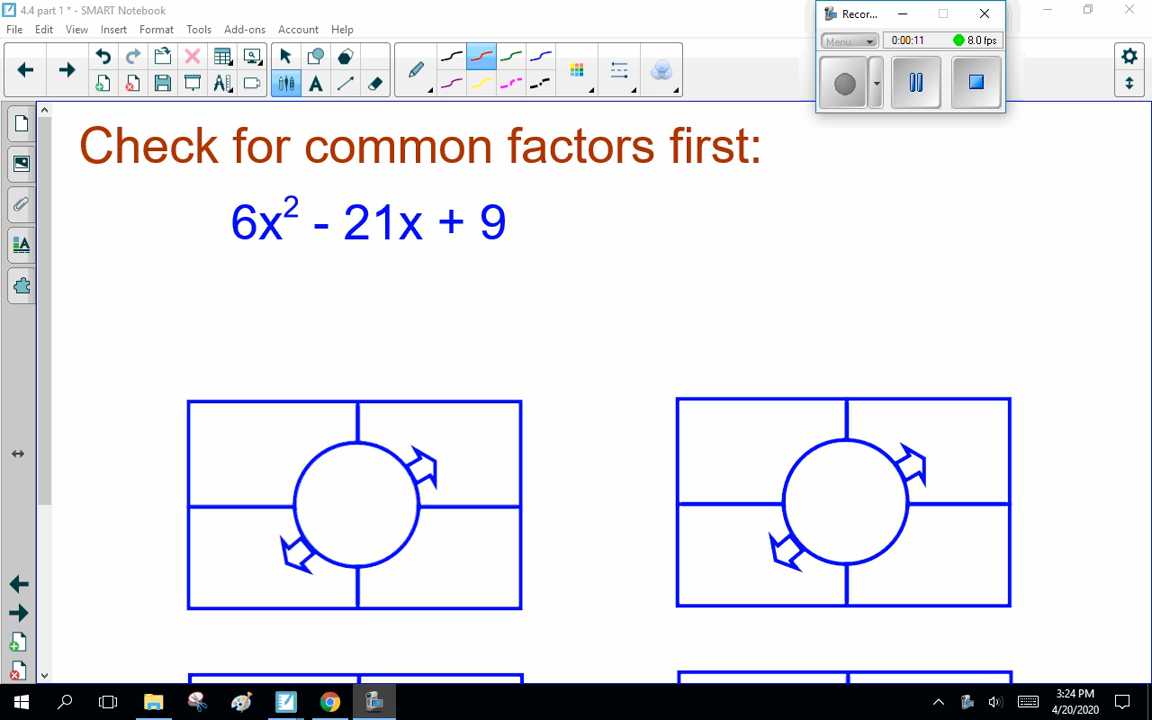 4.4 part 1 * - SMART Notebook
File Edit View Insert Format Tools Add-ons Account Help
Recor...
Menu 0:00:11 8.0 fps
Check for common factors first:
6x² - 21x + 9
3:24 PM
4/20/2020